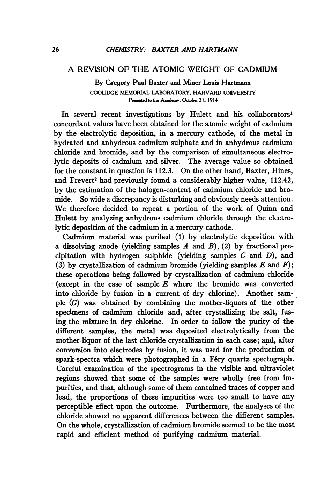 26
CHEMISTRY: BAXTER AND HARTMANN
A REVISION OF THE ATOMIC WEIGHT OF CADMIUM
By Gregory Paul Baxter and Miner Louis Hartmann
COOLIDGE MEMORIAL LABORATORY, HARVARD UNIVERSITY
Presented to the Academy, October 21, 1914
In several recent investigations by Hulett and his collaborators¹
concordant values have been obtained for the atomic weight of cadmium
by the electrolytic deposition, in a mercury cathode, of the metal in
hydrated and anhydrous cadmium sulphate and in anhydrous cadmium
chloride and bromide, and by the comparison of simultaneous electro-
lytic deposits of cadmium and silver. The average value so obtained
for the constant in question is 112.3. On the other hand, Baxter, Hines,
and Frevert² had previously found a considerably higher value, 112.42,
by the estimation of the halogen-content of cadmium chloride and bro-
mide. So wide a discrepancy is disturbing and obviously needs attention.
We therefore decided to repeat a portion of the work of Quinn and
Hulett by analyzing anhydrous cadmium chloride through the electro-
lytic deposition of the cadmium in a mercury cathode.
Cadmium material was purified (1) by electrolytic deposition with
a dissolving anode (yielding samples A and B), (2) by fractional pre-
cipitation with hydrogen sulphide (yielding samples C and D), and
(3) by crystallization of cadmium bromide (yielding samples E and F);
these operations being followed by crystallization of cadmium chloride
(except in the case of sample E where the bromide was converted
into chloride by fusion in a current of dry chlorine). Another sam-
ple (G) was obtained by combining the mother-liquors of the other
specimens of cadmium chloride and, after crystallizing the salt, fus-
ing the mixture in dry chlorine. In order to follow the purity of the
different samples, the metal was deposited electrolytically from the
mother-liquor of the last chloride crystallization in each case; and, after
conversion into electrodes by fusion, it was used for the production of
spark-spectra which were photographed in a Féry quartz spectrograph.
Careful examination of the spectrograms in the visible and ultraviolet
regions showed that some of the samples were wholly free from im-
purities, and that, although some of them contained traces of copper and
lead, the proportions of these impurities were too small to have any
perceptible effect upon the outcome. Furthermore, the analyses of the
chloride showed no apparent differences between the different samples.
On the whole, crystallization of cadmium bromide seemed to be the most
rapid and efficient method of purifying cadmium material.